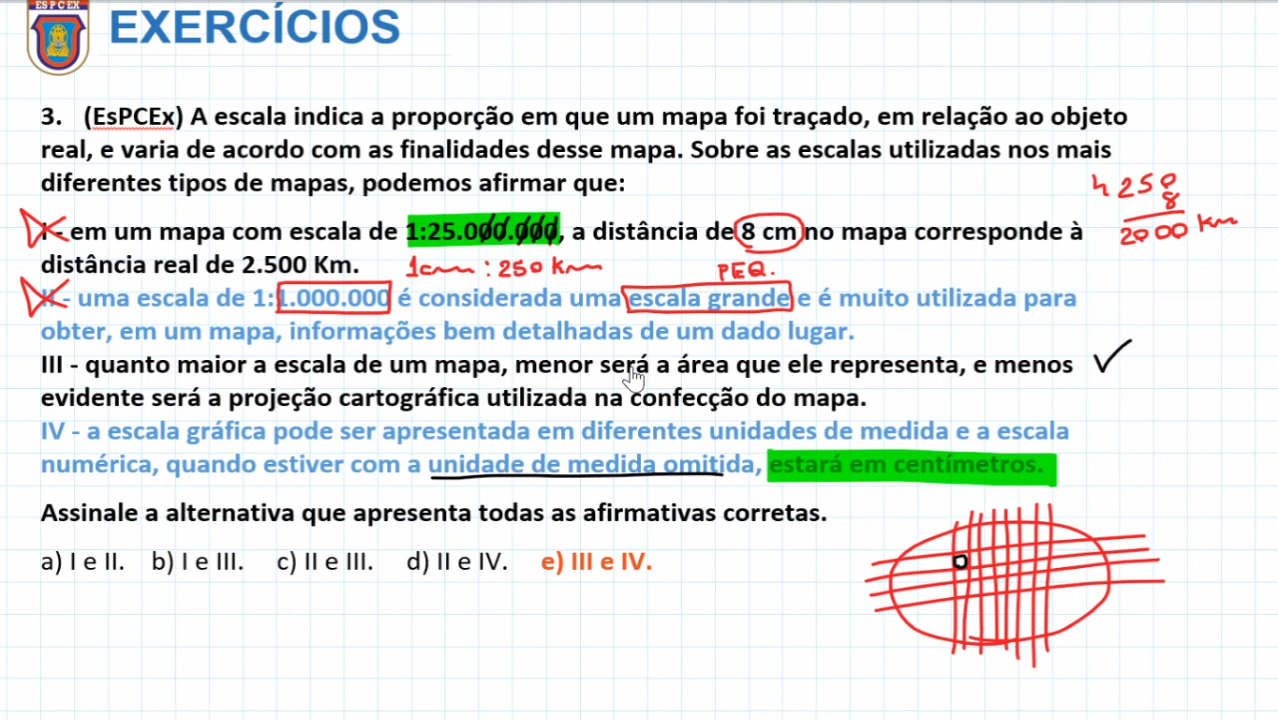 ESPCEX
EXERCÍCIOS
3. (EsPCEx) A escala indica a proporção em que um mapa foi traçado, em relação ao objeto
real, e varia de acordo com as finalidades desse mapa. Sobre as escalas utilizadas nos mais
diferentes tipos de mapas, podemos afirmar que:
250
8
2000 km
I - em um mapa com escala de 1:25.000.000, a distância de 8 cm no mapa corresponde à
distância real de 2.500 Km.
1cm : 250 km
PEQ.
II - uma escala de 1:1.000.000 é considerada uma escala grande e é muito utilizada para
obter, em um mapa, informações bem detalhadas de um dado lugar.
III - quanto maior a escala de um mapa, menor será a área que ele representa, e menos
evidente será a projeção cartográfica utilizada na confecção do mapa.
IV - a escala gráfica pode ser apresentada em diferentes unidades de medida e a escala
numérica, quando estiver com a unidade de medida omitida, estará em centímetros.
Assinale a alternativa que apresenta todas as afirmativas corretas.
a) I e II. b) I e III. c) II e III. d) II e IV. e) III e IV.